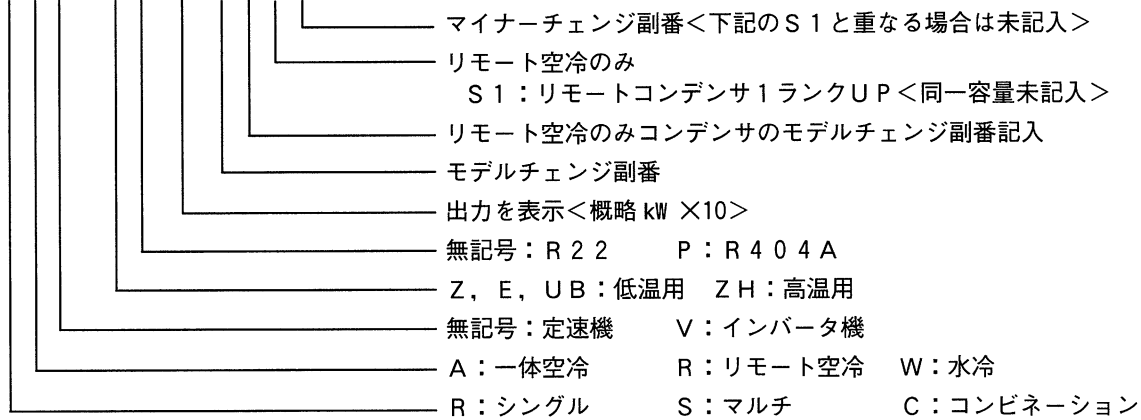 マイナーチェンジ副番＜下記のS1と重なる場合は未記入＞
リモート空冷のみ
S1：リモートコンデンサ1ランクUP＜同一容量未記入＞
リモート空冷のみコンデンサのモデルチェンジ副番記入
モデルチェンジ副番
出力を表示＜概略 kW ×10＞
無記号：R22　P：R404A
Z，E，UB：低温用　ZH：高温用
無記号：定速機　V：インバータ機
A：一体空冷　R：リモート空冷　W：水冷
R：シングル　S：マルチ　C：コンビネーション